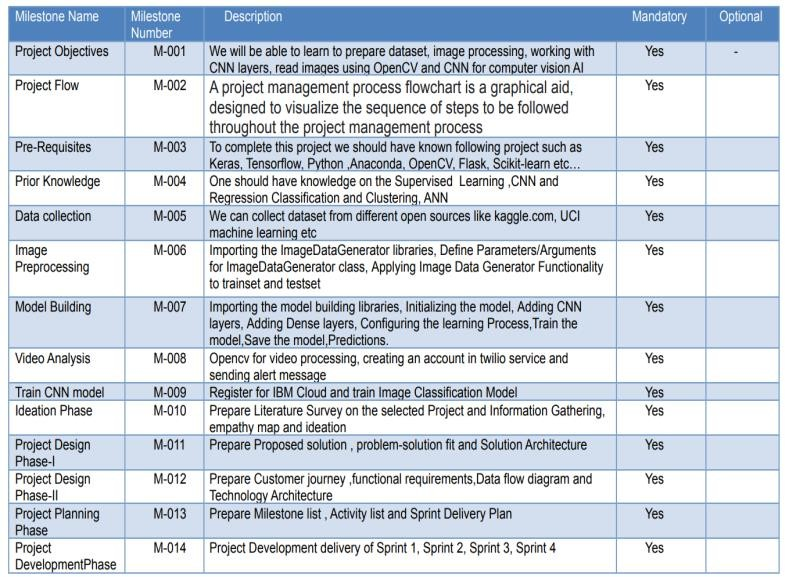 Milestone Name Milestone Number Description Mandatory Optional
Project Objectives M-001 We will be able to learn to prepare dataset, image processing, working with Yes -
CNN layers, read images using OpenCV and CNN for computer vision AI
Project Flow M-002 A project management process flowchart is a graphical aid, Yes
designed to visualize the sequence of steps to be followed
throughout the project management process
Pre-Requisites M-003 To complete this project we should have known following project such as Yes
Keras, Tensorflow, Python ,Anaconda, OpenCV, Flask, Scikit-learn etc…
Prior Knowledge M-004 One should have knowledge on the Supervised Learning ,CNN and Yes
Regression Classification and Clustering, ANN
Data collection M-005 We can collect dataset from different open sources like kaggle.com, UCI Yes
machine learning etc
Image M-006 Importing the ImageDataGenerator libraries, Define Parameters/Arguments Yes
Preprocessing for ImageDataGenerator class, Applying Image Data Generator Functionality
to trainset and testset
Model Building M-007 Importing the model building libraries, Initializing the model, Adding CNN Yes
layers, Adding Dense layers, Configuring the learning Process,Train the
model,Save the model,Predictions.
Video Analysis M-008 Opencv for video processing, creating an account in twilio service and Yes
sending alert message
Train CNN model M-009 Register for IBM Cloud and train Image Classification Model Yes
Ideation Phase M-010 Prepare Literature Survey on the selected Project and Information Gathering, Yes
empathy map and ideation
Project Design M-011 Prepare Proposed solution , problem-solution fit and Solution Architecture Yes
Phase-I
Project Design M-012 Prepare Customer journey ,functional requirements,Data flow diagram and Yes
Phase-II Technology Architecture
Project Planning M-013 Prepare Milestone list , Activity list and Sprint Delivery Plan Yes
Phase
Project M-014 Project Development delivery of Sprint 1, Sprint 2, Sprint 3, Sprint 4 Yes
DevelopmentPhase